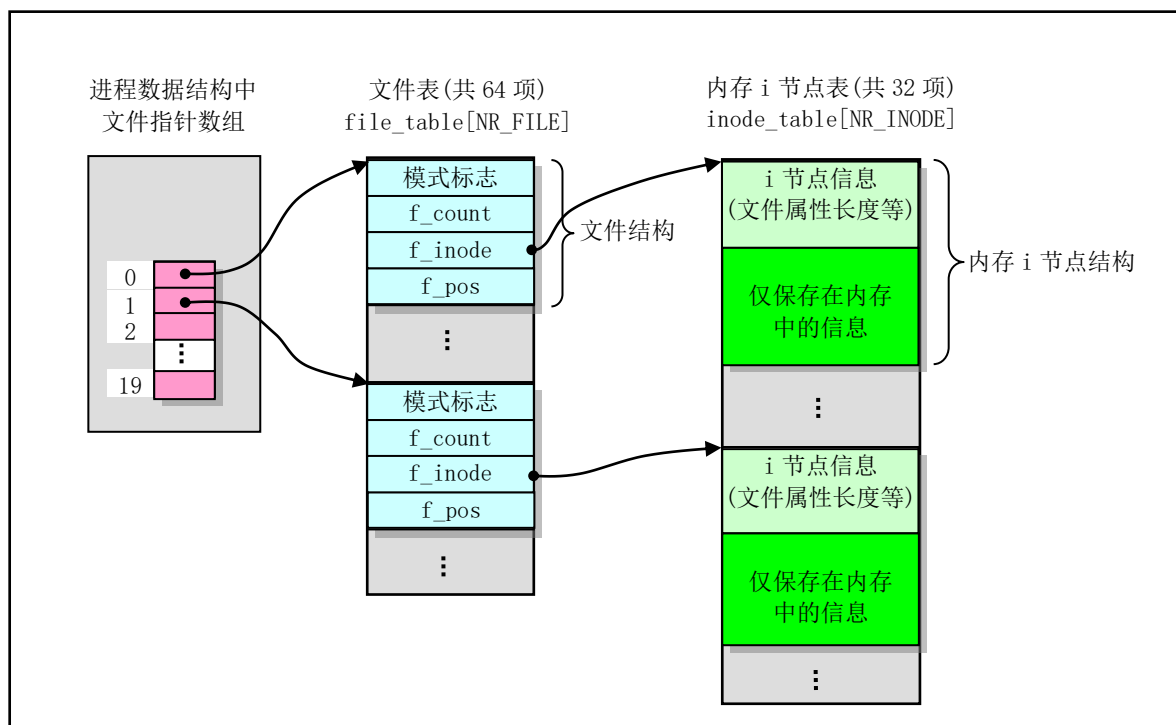 进程数据结构中
文件指针数组
0
1
2
⋮
19
文件表(共 64 项)
file_table[NR_FILE]
模式标志
f_count
f_inode
f_pos
⋮
模式标志
f_count
f_inode
f_pos
⋮
文件结构
内存 i 节点表(共 32 项)
inode_table[NR_INODE]
i 节点信息
(文件属性长度等)
仅保存在内存
中的信息
⋮
i 节点信息
(文件属性长度等)
仅保存在内存
中的信息
⋮
内存 i 节点结构